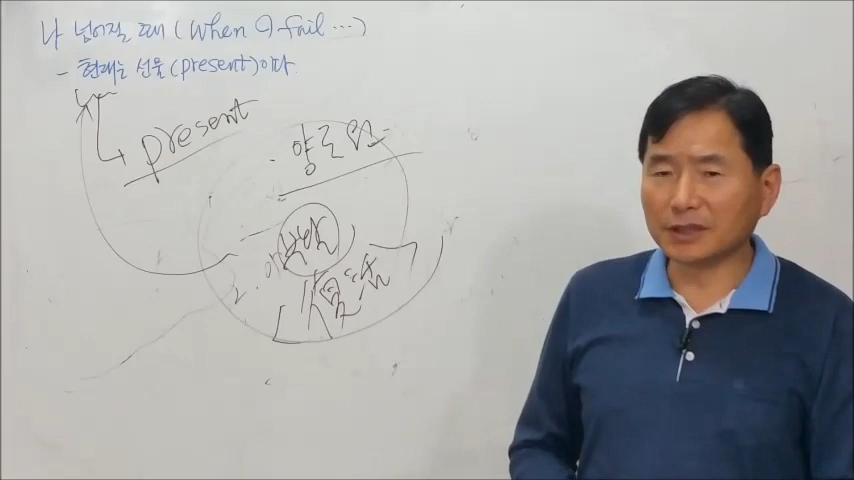 나 넘어질 때 (When I fail ...)
- 현재는 선물 (present)이다.
present
. 양로원
2.